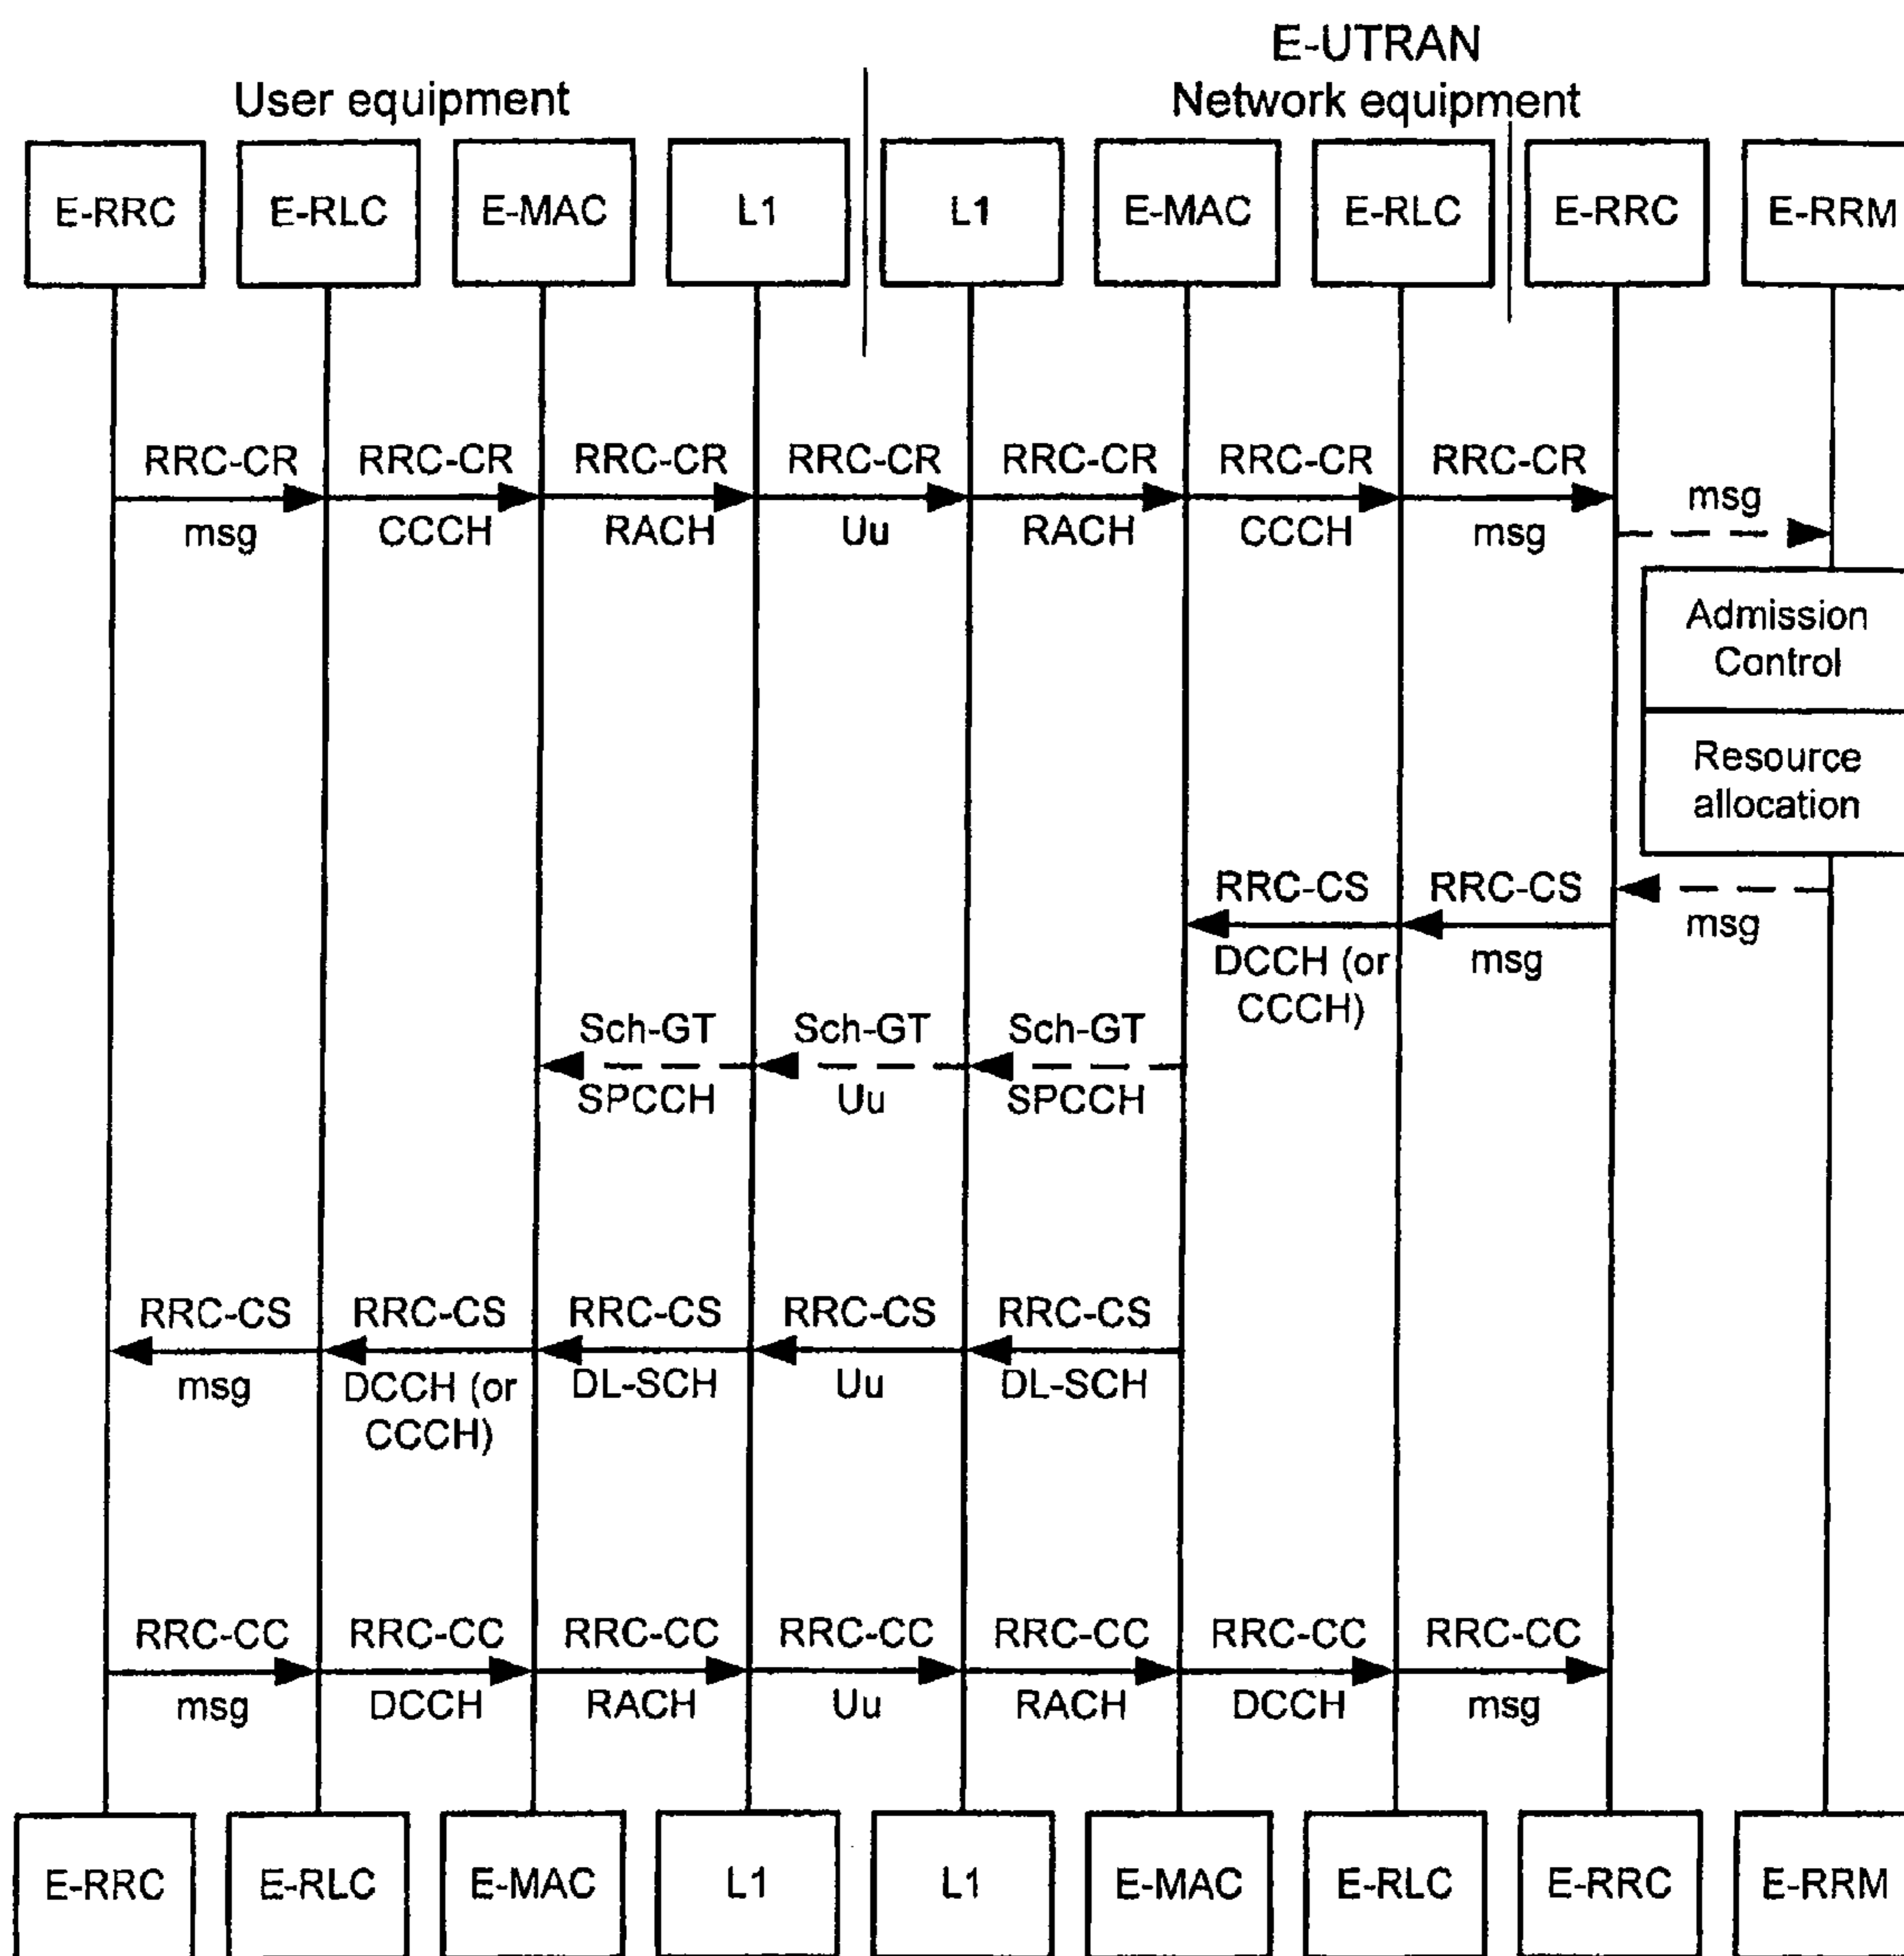 E-UTRAN
User equipment
Network equipment
E-RRC E-RLC E-MAC L1 L1 E-MAC E-RLC E-RRC E-RRM
RRC-CR RRC-CR RRC-CR RRC-CR RRC-CR RRC-CR RRC-CR
msg CCCH RACH Uu RACH CCCH msg
msg
Admission
Control
Resource
allocation
RRC-CS RRC-CS
DCCH (or
CCCH)
msg
msg
Sch-GT Sch-GT Sch-GT
SPCCH Uu SPCCH
RRC-CS RRC-CS RRC-CS RRC-CS RRC-CS
msg DCCH (or DL-SCH Uu DL-SCH
CCCH)
RRC-CC RRC-CC RRC-CC RRC-CC RRC-CC RRC-CC RRC-CC
msg DCCH RACH Uu RACH DCCH msg
E-RRC E-RLC E-MAC L1 L1 E-MAC E-RLC E-RRC E-RRM